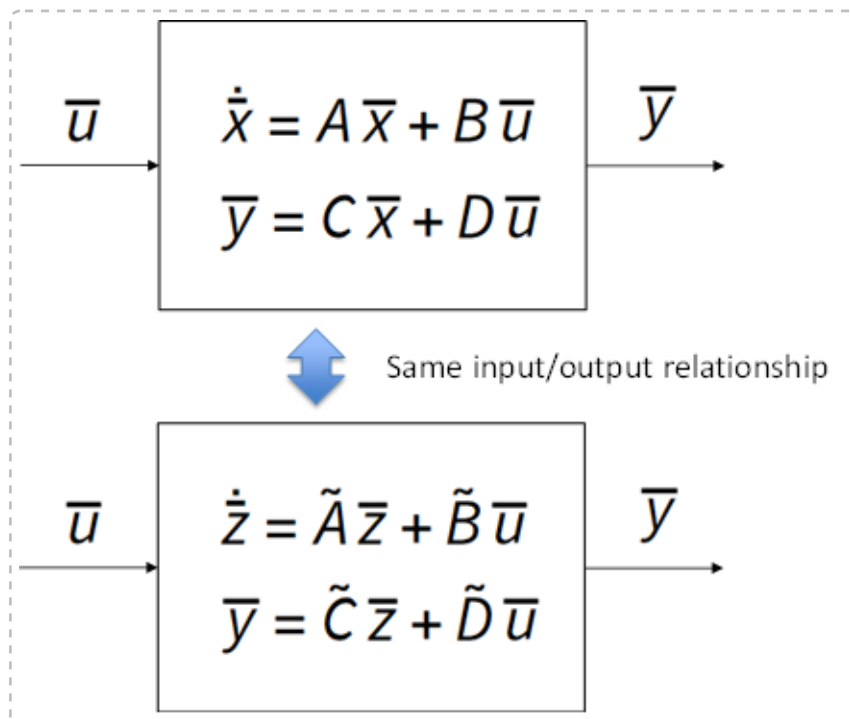 u̅
ẋ̅ = A x̅ + B u̅
y̅ = C x̅ + D u̅
y̅
Same input/output relationship
u̅
ż̅ = Ã z̅ + B̃ u̅
y̅ = C̃ z̅ + D̃ u̅
y̅